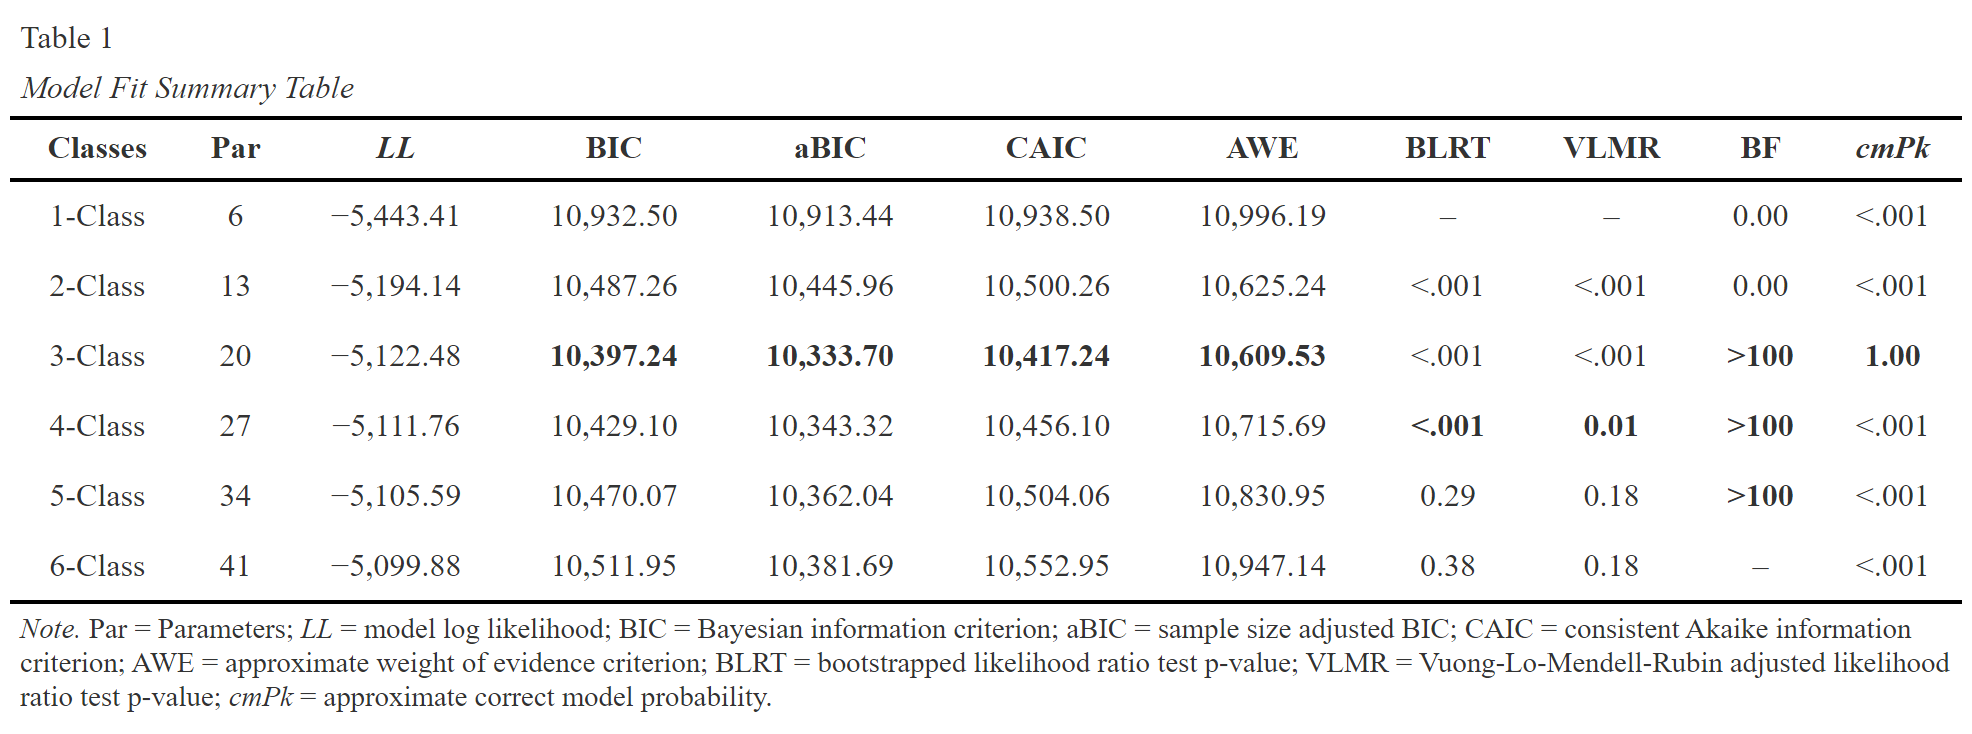 Table 1
Model Fit Summary Table
Classes Par LL BIC aBIC CAIC AWE BLRT VLMR BF cmPk
1-Class 6 −5,443.41 10,932.50 10,913.44 10,938.50 10,996.19 – – 0.00 <.001
2-Class 13 −5,194.14 10,487.26 10,445.96 10,500.26 10,625.24 <.001 <.001 0.00 <.001
3-Class 20 −5,122.48 10,397.24 10,333.70 10,417.24 10,609.53 <.001 <.001 >100 1.00
4-Class 27 −5,111.76 10,429.10 10,343.32 10,456.10 10,715.69 <.001 0.01 >100 <.001
5-Class 34 −5,105.59 10,470.07 10,362.04 10,504.06 10,830.95 0.29 0.18 >100 <.001
6-Class 41 −5,099.88 10,511.95 10,381.69 10,552.95 10,947.14 0.38 0.18 – <.001
Note. Par = Parameters; LL = model log likelihood; BIC = Bayesian information criterion; aBIC = sample size adjusted BIC; CAIC = consistent Akaike information
criterion; AWE = approximate weight of evidence criterion; BLRT = bootstrapped likelihood ratio test p-value; VLMR = Vuong-Lo-Mendell-Rubin adjusted likelihood
ratio test p-value; cmPk = approximate correct model probability.